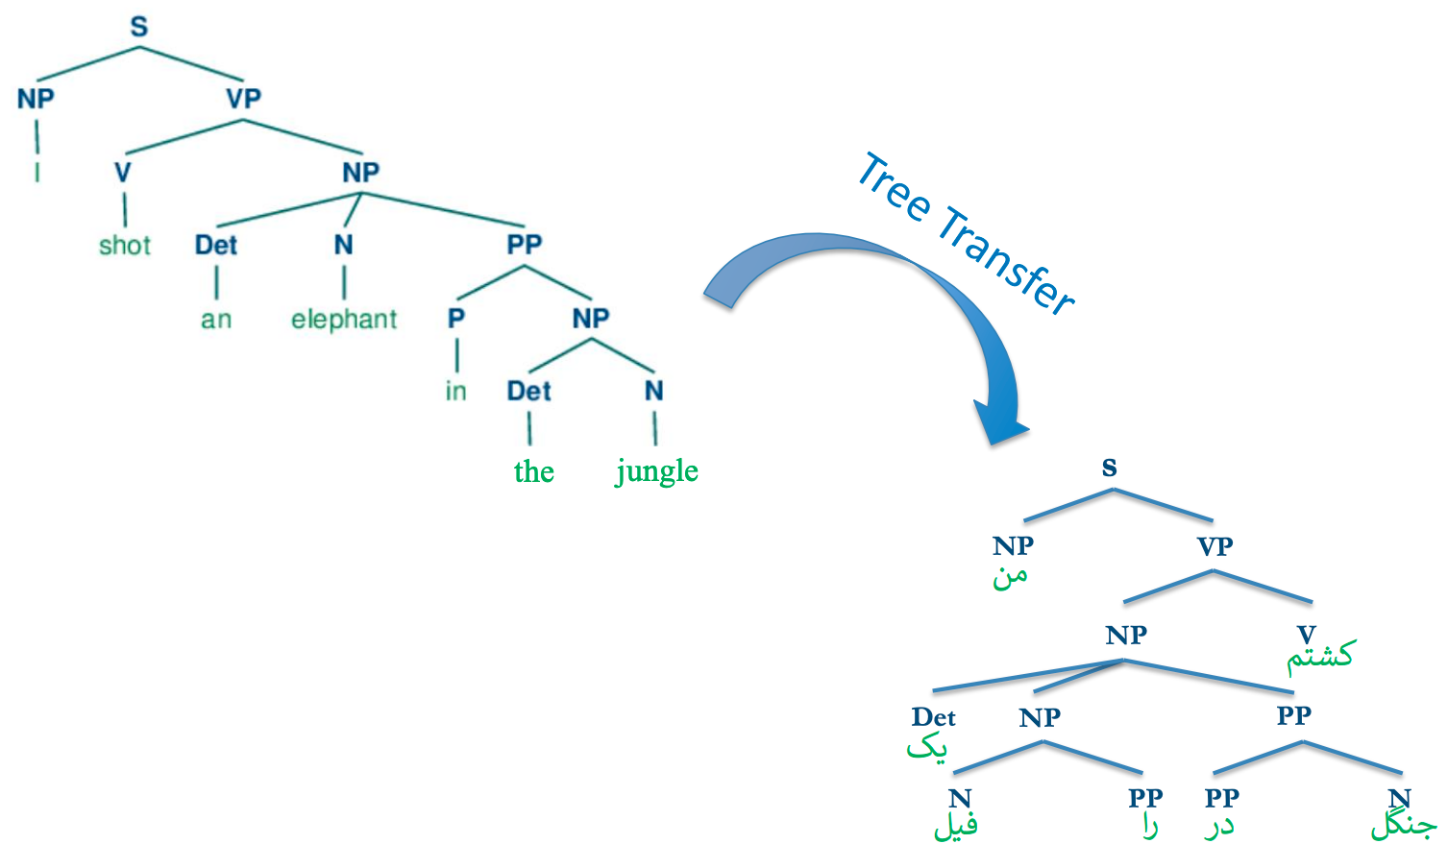 S
NP VP
I V NP
shot Det N PP
an elephant P NP
in Det N
the jungle
Tree Transfer
S
NP VP
من
NP V
کشتم
Det NP PP
یک
N PP PP N
فیل را در جنگل